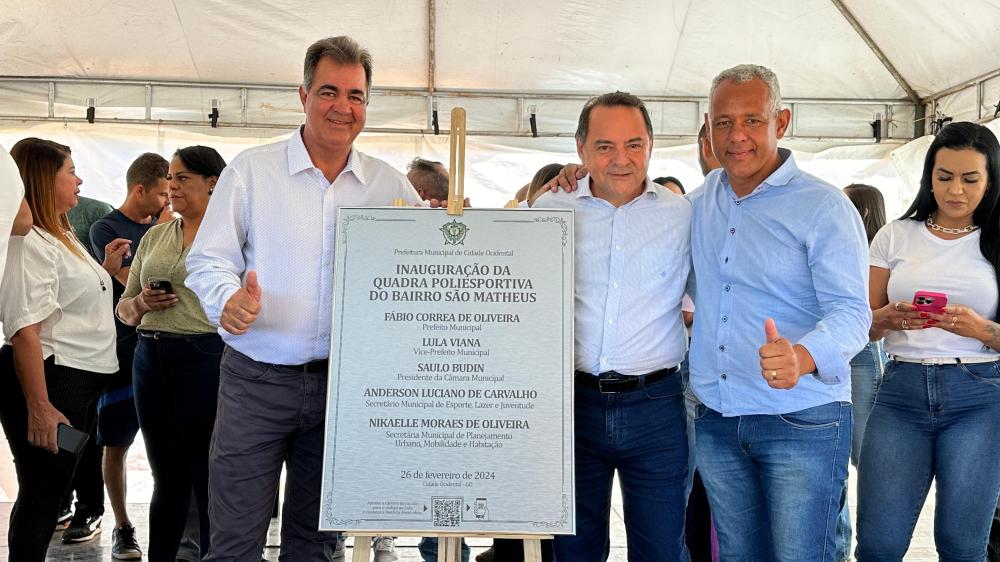 Prefeitura Municipal de Cidade Ocidental
INAUGURAÇÃO DA
QUADRA POLIESPORTIVA
DO BAIRRO SÃO MATHEUS
FÁBIO CORREA DE OLIVEIRA
Prefeito Municipal
LULA VIANA
Vice-Prefeito Municipal
SAULO BUDIN
Presidente da Câmara Municipal
ANDERSON LUCIANO DE CARVALHO
Secretário Municipal de Esporte, Lazer e Juventude
NIKAELLE MORAES DE OLIVEIRA
Secretária Municipal de Planejamento
Urbano, Mobilidade e Habitação
26 de fevereiro de 2024
Cidade Ocidental - GO